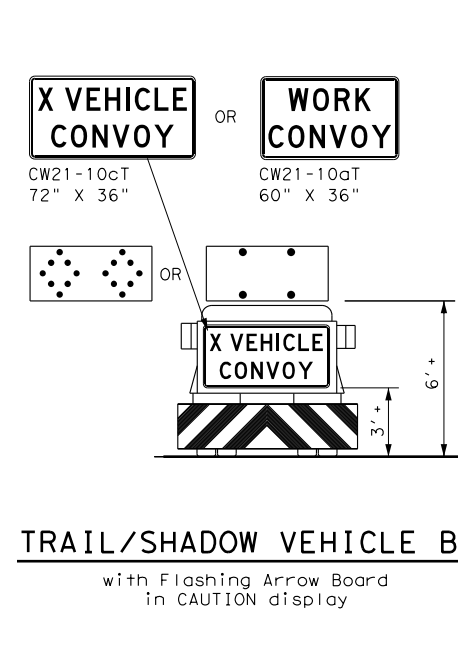 X VEHICLE
CONVOY
OR
WORK
CONVOY
CW21-10cT
72" X 36"
CW21-10aT
60" X 36"
OR
X VEHICLE
CONVOY
6' +
3' +
TRAIL/SHADOW VEHICLE B
with Flashing Arrow Board
in CAUTION display